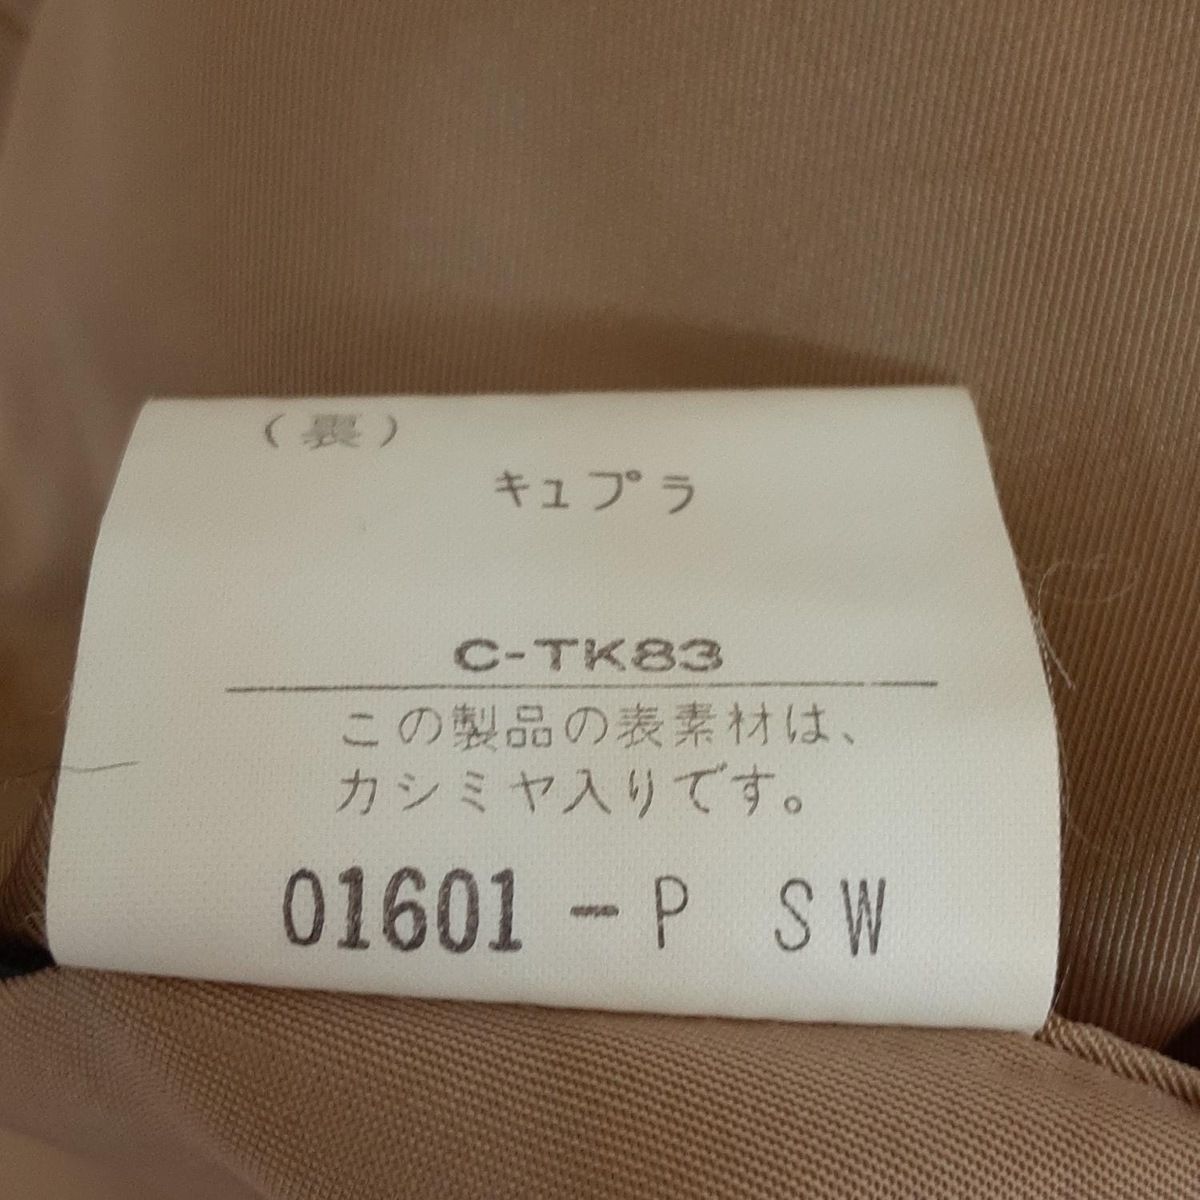 （裏）
キュプラ
C-TK83
この製品の表素材は、
カシミヤ入りです。
01601 - P SW